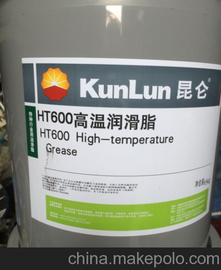 KunLun 昆仑
HT600高温润滑脂
HT600 High-temperature
Grease
china.makepolo.com